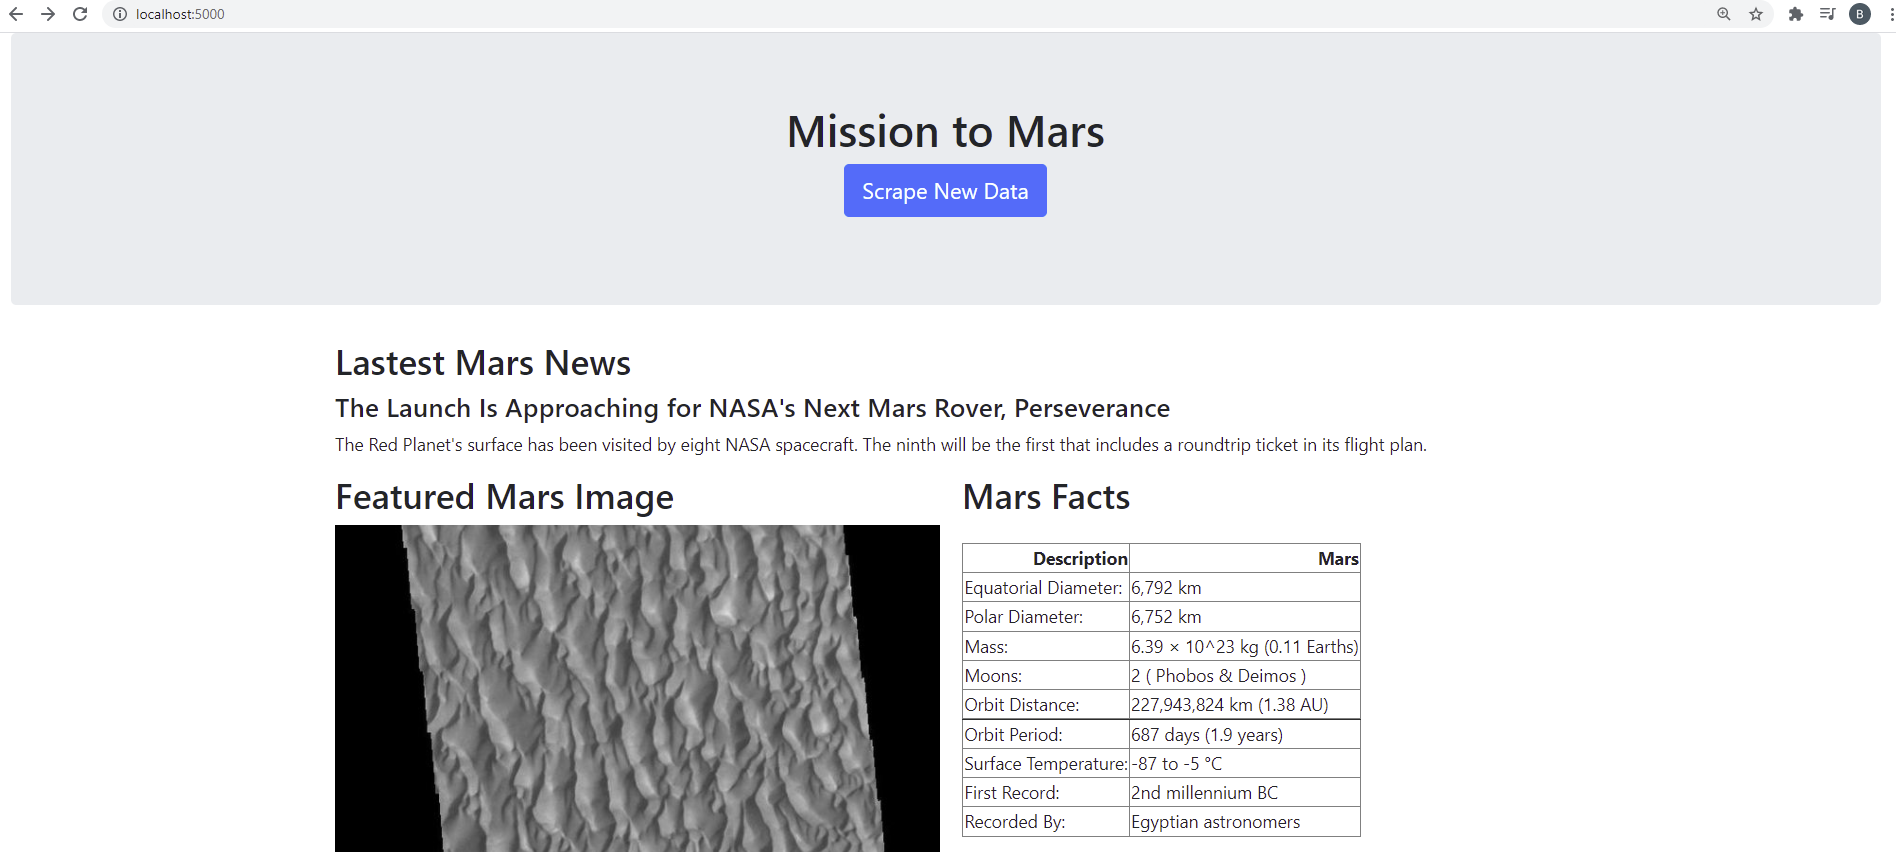 localhost:5000
B
Mission to Mars
Scrape New Data
Lastest Mars News
The Launch Is Approaching for NASA's Next Mars Rover, Perseverance
The Red Planet's surface has been visited by eight NASA spacecraft. The ninth will be the first that includes a roundtrip ticket in its flight plan.
Featured Mars Image
Mars Facts
Description Mars
Equatorial Diameter: 6,792 km
Polar Diameter: 6,752 km
Mass: 6.39 × 10^23 kg (0.11 Earths)
Moons: 2 ( Phobos & Deimos )
Orbit Distance: 227,943,824 km (1.38 AU)
Orbit Period: 687 days (1.9 years)
Surface Temperature: -87 to -5 °C
First Record: 2nd millennium BC
Recorded By: Egyptian astronomers